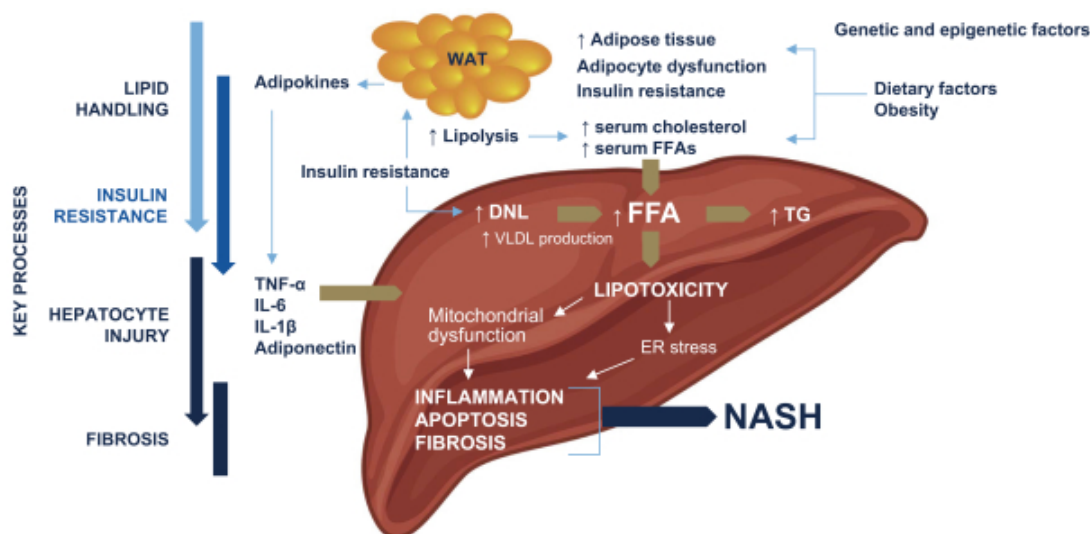 KEY PROCESSES
LIPID
HANDLING
INSULIN
RESISTANCE
HEPATOCYTE
INJURY
FIBROSIS
Adipokines
WAT
↑ Adipose tissue
Adipocyte dysfunction
Insulin resistance
Genetic and epigenetic factors
Dietary factors
Obesity
↑ Lipolysis
↑ serum cholesterol
↑ serum FFAs
Insulin resistance
↑ DNL
↑ VLDL production
↑ FFA
↑ TG
TNF-α
IL-6
IL-1β
Adiponectin
LIPOTOXICITY
Mitochondrial
dysfunction
ER stress
INFLAMMATION
APOPTOSIS
FIBROSIS
NASH